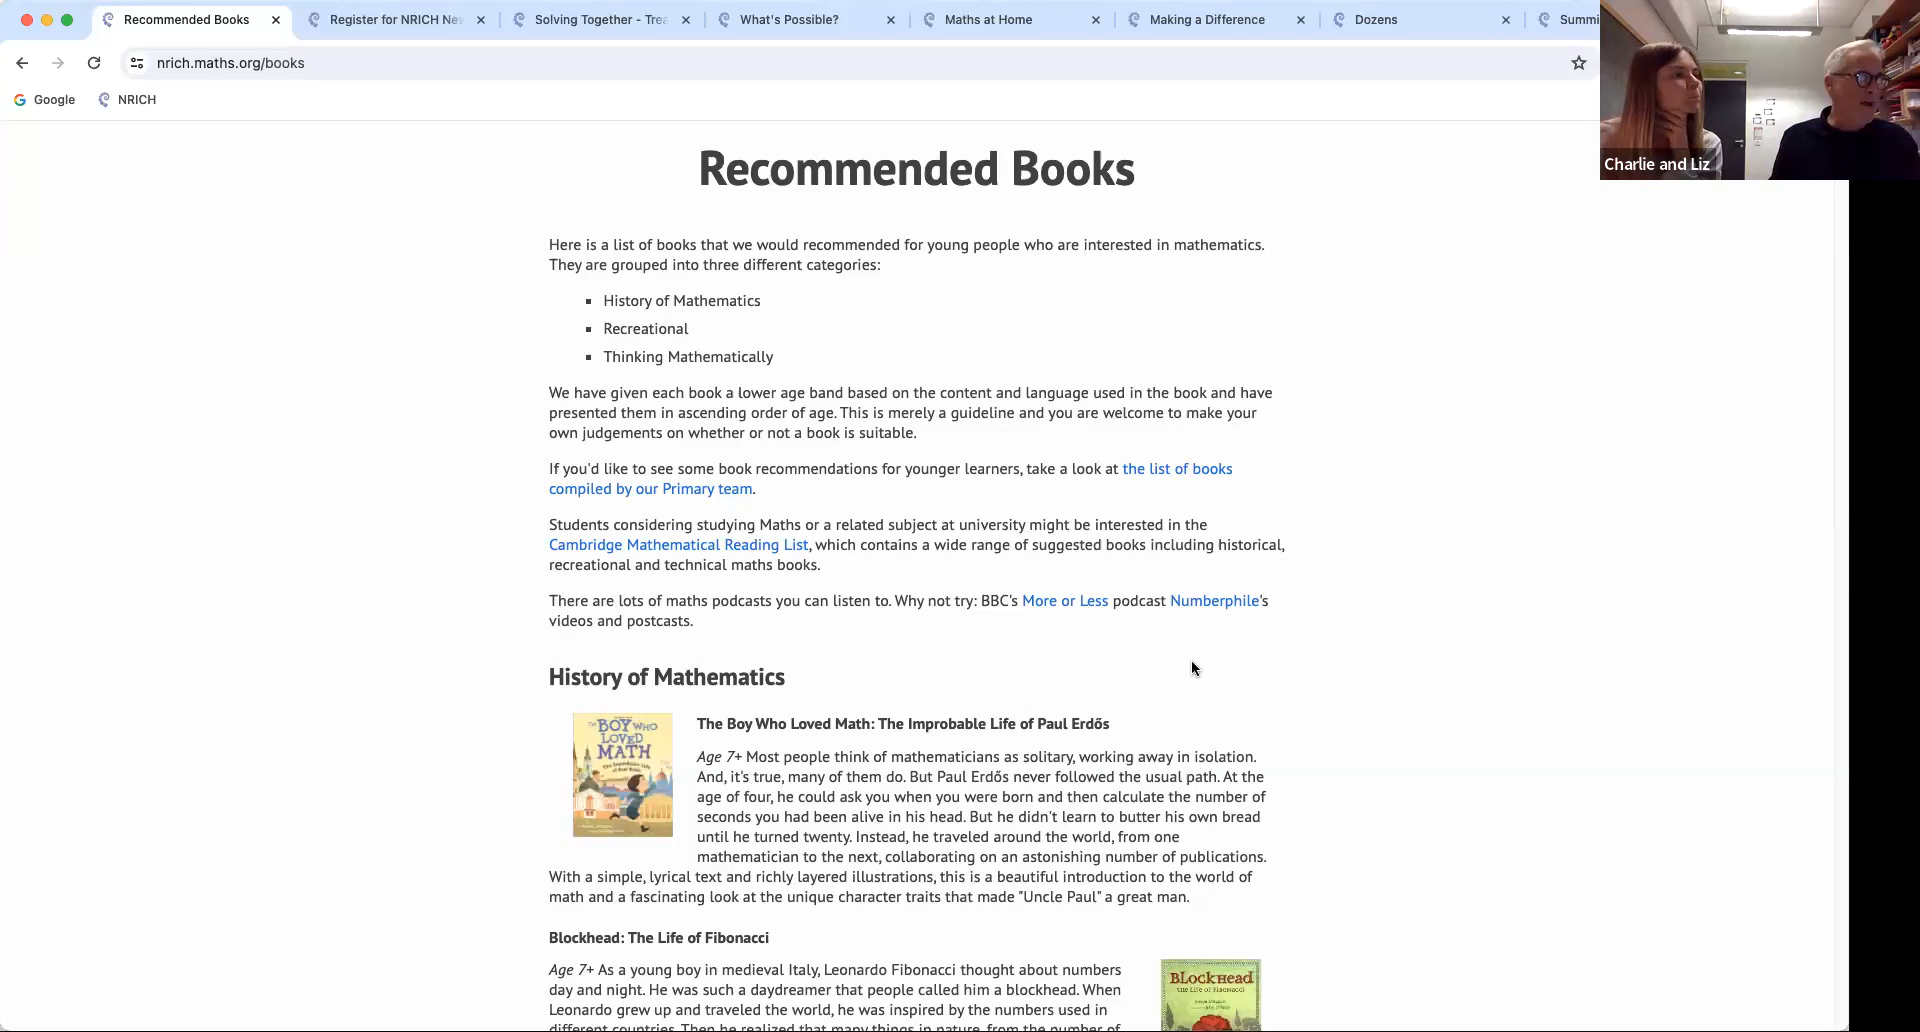 Recommended Books
Register for NRICH Ne
Solving Together - Trea
What's Possible?
Maths at Home
Making a Difference
Dozens
Summi
nrich.maths.org/books
Google
NRICH
Charlie and Liz
Recommended Books
Here is a list of books that we would recommended for young people who are interested in mathematics.
They are grouped into three different categories:
History of Mathematics
Recreational
Thinking Mathematically
We have given each book a lower age band based on the content and language used in the book and have
presented them in ascending order of age. This is merely a guideline and you are welcome to make your
own judgements on whether or not a book is suitable.
If you'd like to see some book recommendations for younger learners, take a look at the list of books
compiled by our Primary team.
Students considering studying Maths or a related subject at university might be interested in the
Cambridge Mathematical Reading List, which contains a wide range of suggested books including historical,
recreational and technical maths books.
There are lots of maths podcasts you can listen to. Why not try: BBC's More or Less podcast Numberphile's
videos and postcasts.
History of Mathematics
THE BOY WHO
LOVED
MATH
The Boy Who Loved Math: The Improbable Life of Paul Erdős
Age 7+ Most people think of mathematicians as solitary, working away in isolation.
And, it's true, many of them do. But Paul Erdős never followed the usual path. At the
age of four, he could ask you when you were born and then calculate the number of
seconds you had been alive in his head. But he didn't learn to butter his own bread
until he turned twenty. Instead, he traveled around the world, from one
mathematician to the next, collaborating on an astonishing number of publications.
With a simple, lyrical text and richly layered illustrations, this is a beautiful introduction to the world of
math and a fascinating look at the unique character traits that made "Uncle Paul" a great man.
Blockhead: The Life of Fibonacci
Age 7+ As a young boy in medieval Italy, Leonardo Fibonacci thought about numbers
day and night. He was such a daydreamer that people called him a blockhead. When
Leonardo grew up and traveled the world, he was inspired by the numbers used in
different countries. Then he realized that many things in nature, from the number of
BLOCKHEAD
the Life of FIBONACCI